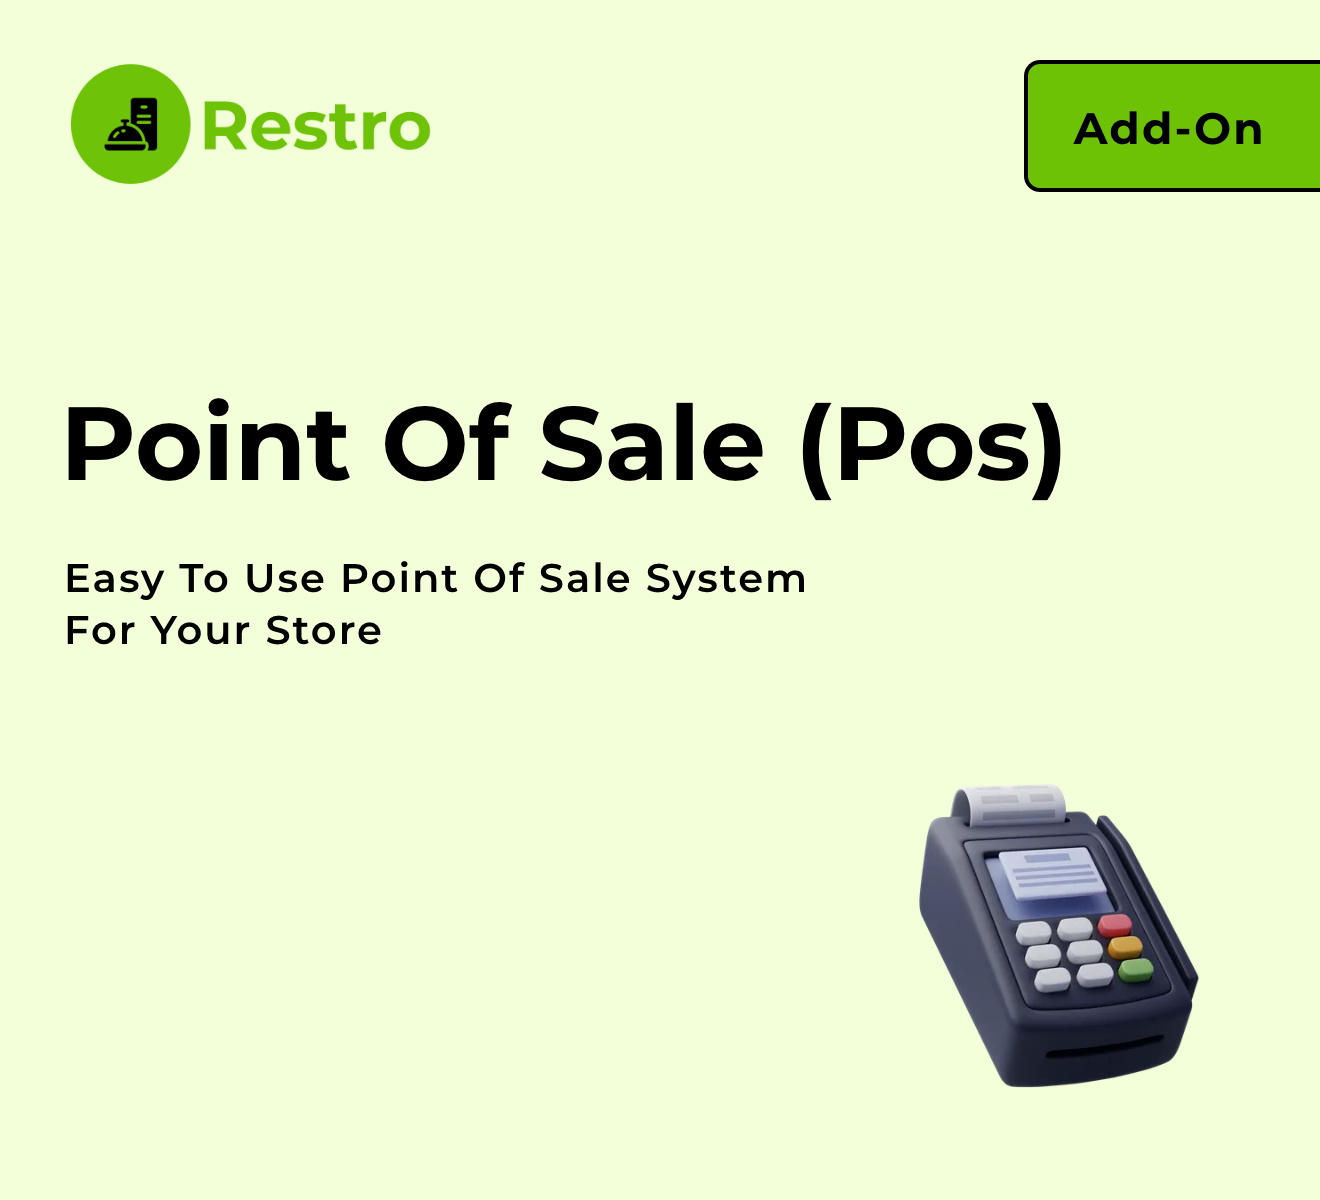 Restro
Add-On
Point Of Sale (Pos)
Easy To Use Point Of Sale System
For Your Store